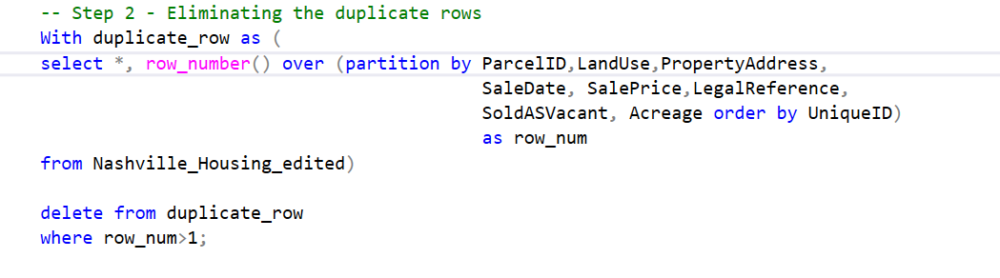 -- Step 2 - Eliminating the duplicate rows
With duplicate_row as (
select *, row_number() over (partition by ParcelID,LandUse,PropertyAddress,
SaleDate, SalePrice,LegalReference,
SoldASVacant, Acreage order by UniqueID)
as row_num
from Nashville_Housing_edited)
delete from duplicate_row
where row_num>1;